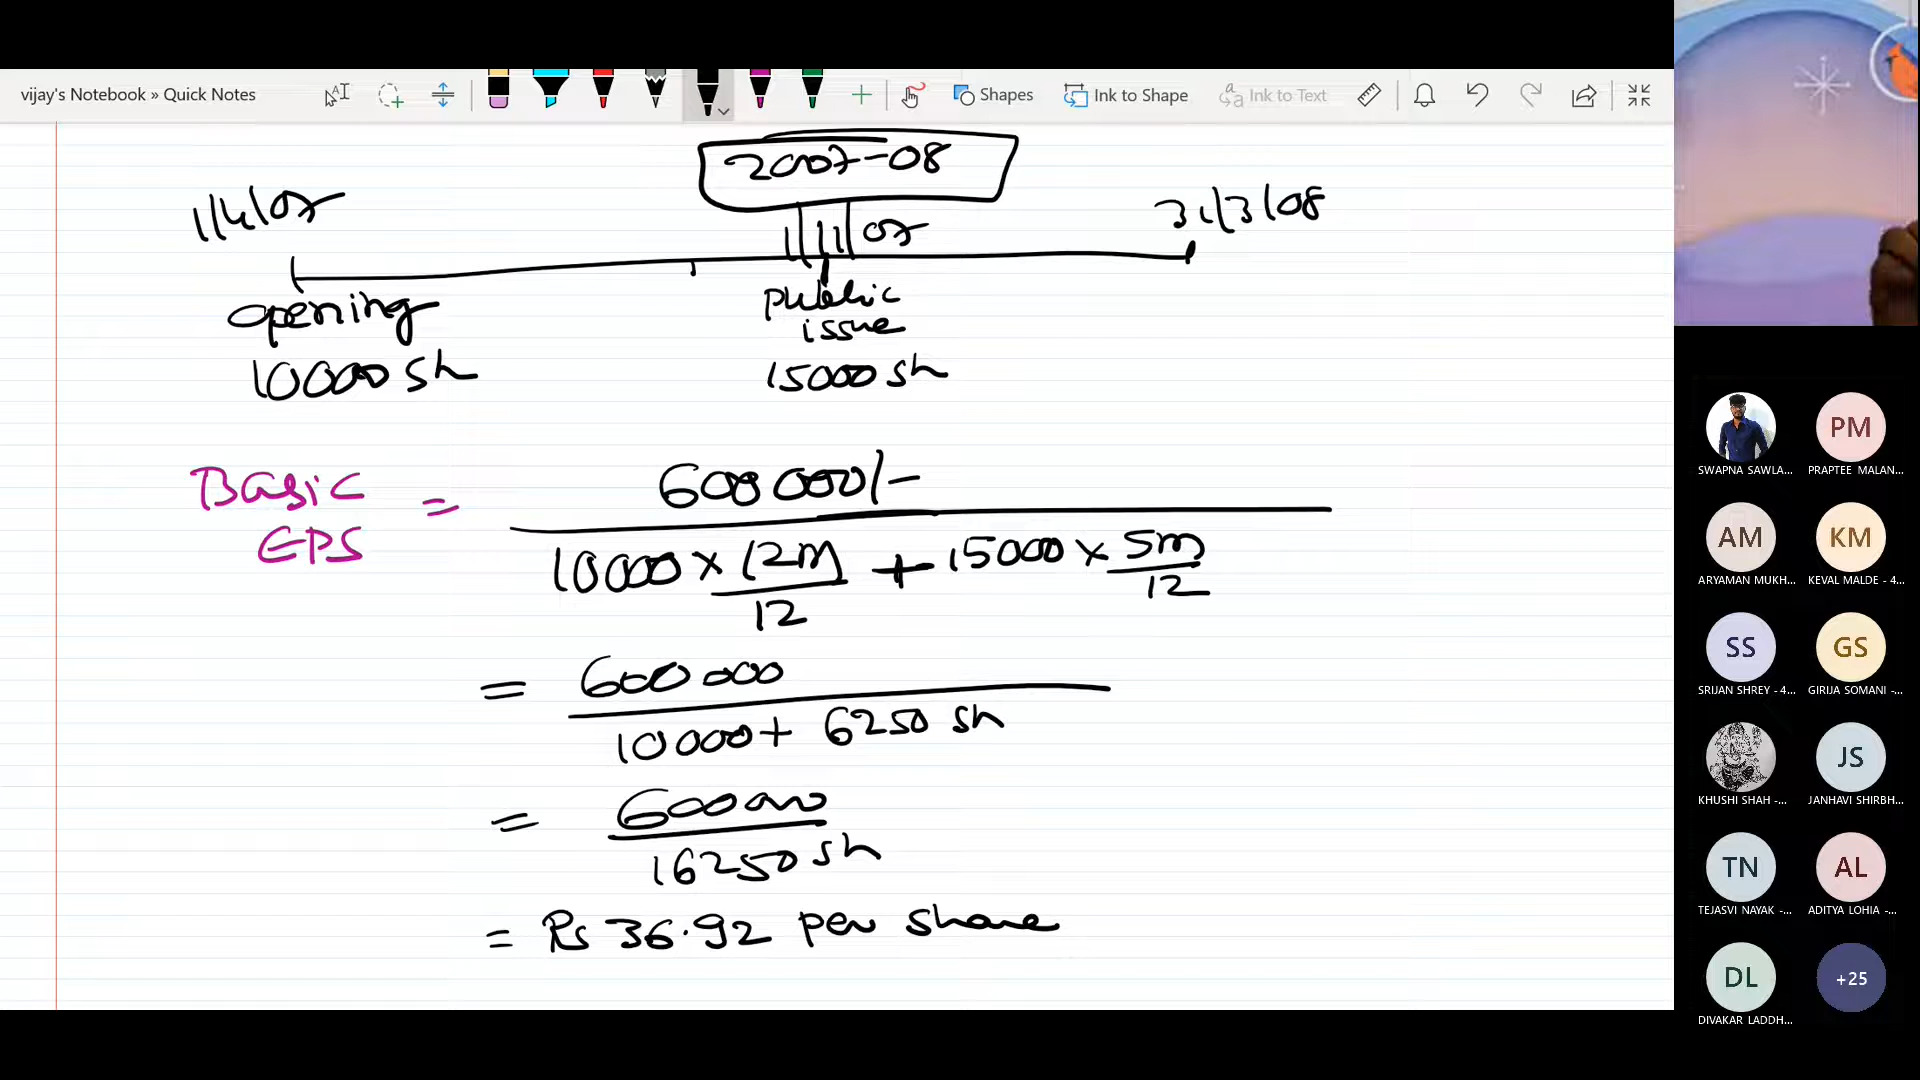 vijay's Notebook » Quick Notes
Shapes
Ink to Shape
Ink to Text
2007-08
1/4/07
1/11/07
31/3/08
opening
10000 sh
public
issue
15000 sh
Basic
EPS
= 600000/-
10000 × 12m/12 + 15000 × 5m/12
= 600000
10000 + 6250 sh
= 600000
16250 sh
= Rs 36.92 per share
SWAPNA SAWLA...
PM
PRAPTEE MALAN...
AM
ARYAMAN MUKH...
KM
KEVAL MALDE - 4...
SS
SRIJAN SHREY - 4...
GS
GIRIJA SOMANI -...
KHUSHI SHAH -...
JS
JANHAVI SHIRBH...
TN
TEJASVI NAYAK -...
AL
ADITYA LOHIA -...
DL
DIVAKAR LADDH...
+25